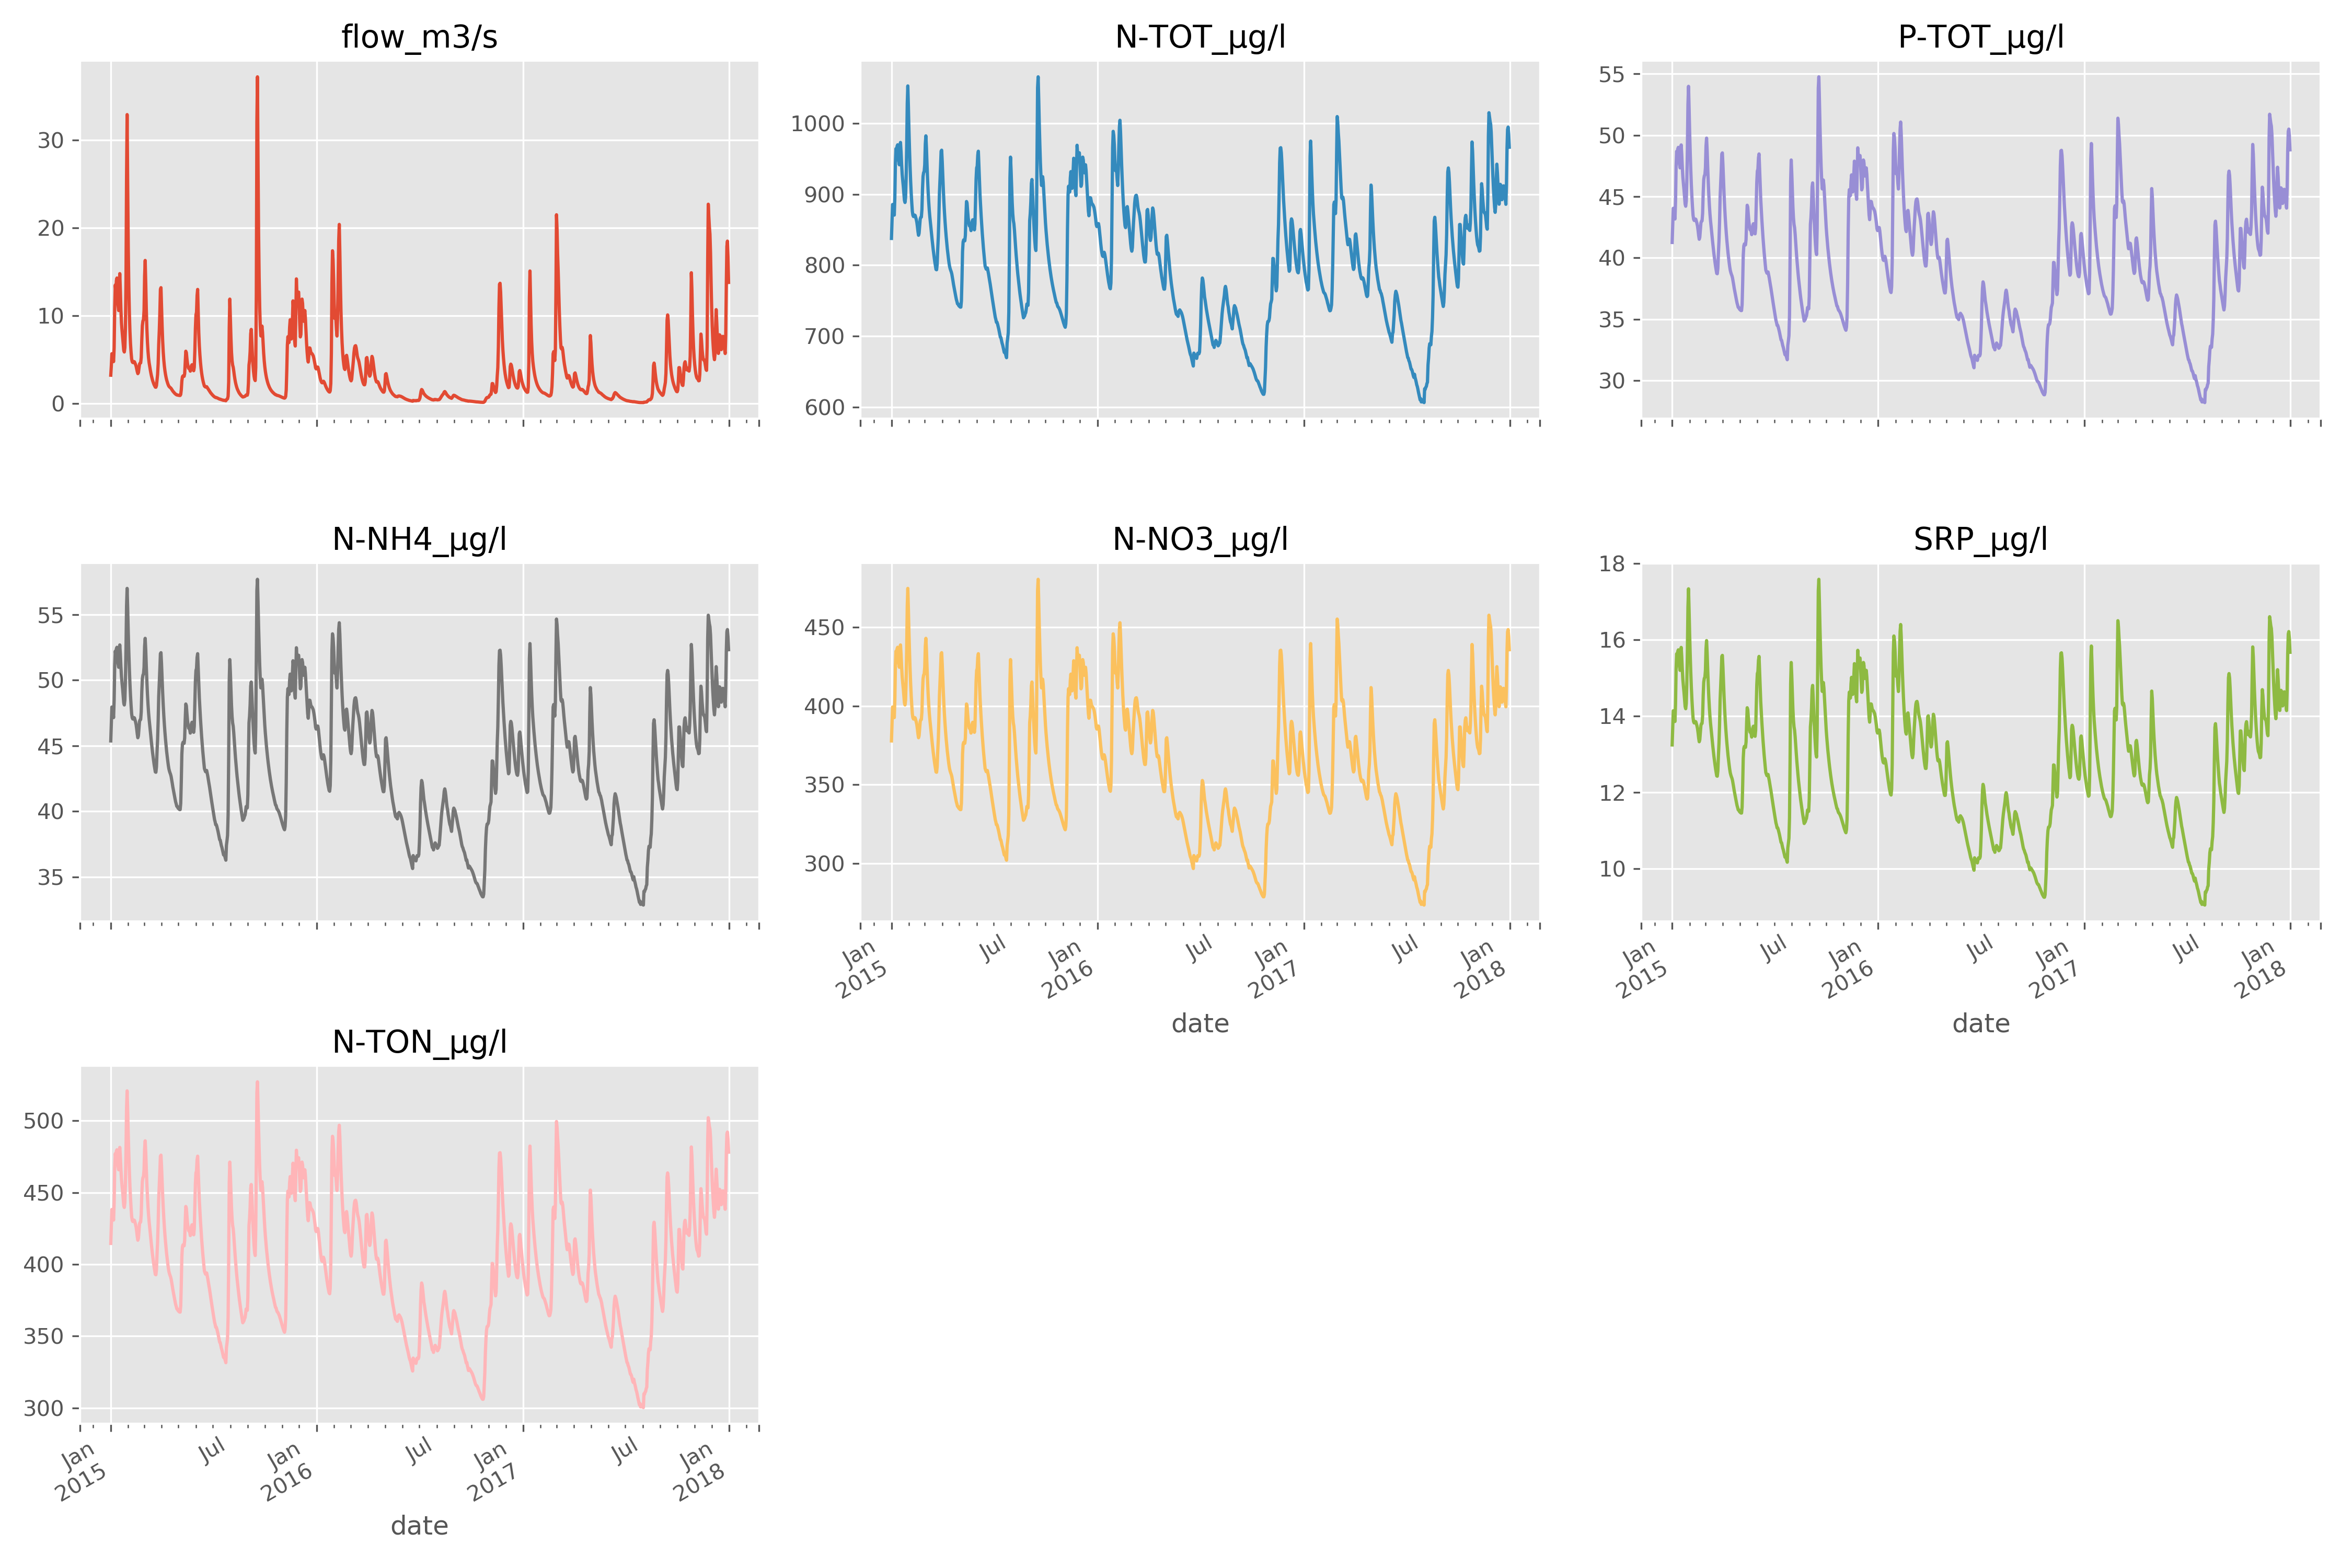 flow_m3/s
30
20
10
0
N-TOT_µg/l
1000
900
800
700
600
P-TOT_µg/l
55
50
45
40
35
30
N-NH4_µg/l
55
50
45
40
35
N-NO3_µg/l
450
400
350
300
Jan
2015
Jul
Jan
2016
Jul
Jan
2017
Jul
Jan
2018
date
SRP_µg/l
18
16
14
12
10
Jan
2015
Jul
Jan
2016
Jul
Jan
2017
Jul
Jan
2018
date
N-TON_µg/l
500
450
400
350
300
Jan
2015
Jul
Jan
2016
Jul
Jan
2017
Jul
Jan
2018
date